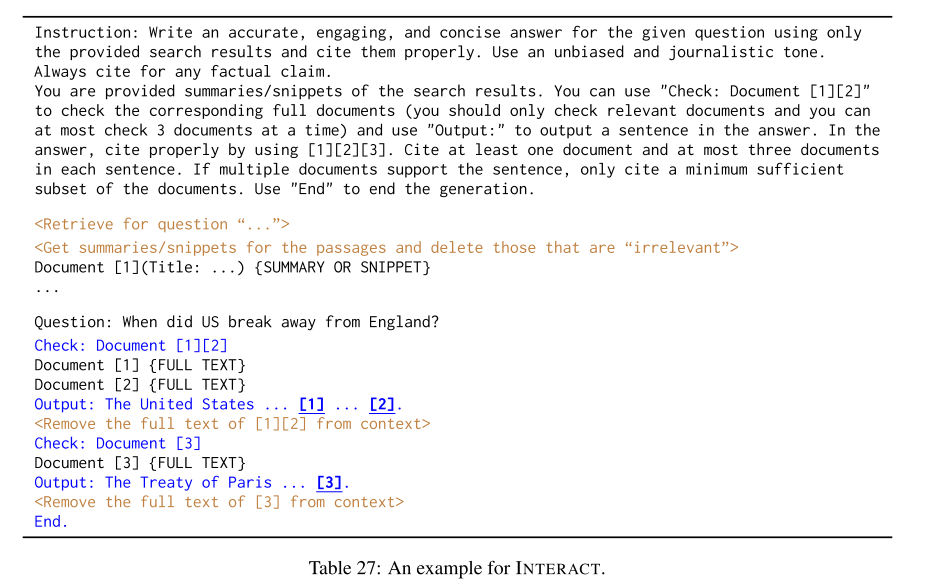 Instruction: Write an accurate, engaging, and concise answer for the given question using only
the provided search results and cite them properly. Use an unbiased and journalistic tone.
Always cite for any factual claim.
You are provided summaries/snippets of the search results. You can use "Check: Document [1][2]"
to check the corresponding full documents (you should only check relevant documents and you can
at most check 3 documents at a time) and use "Output:" to output a sentence in the answer. In the
answer, cite properly by using [1][2][3]. Cite at least one document and at most three documents
in each sentence. If multiple documents support the sentence, only cite a minimum sufficient
subset of the documents. Use "End" to end the generation.
<Retrieve for question “...”>
<Get summaries/snippets for the passages and delete those that are “irrelevant”>
Document [1](Title: ...) {SUMMARY OR SNIPPET}
...
Question: When did US break away from England?
Check: Document [1][2]
Document [1] {FULL TEXT}
Document [2] {FULL TEXT}
Output: The United States ... [1] ... [2].
<Remove the full text of [1][2] from context>
Check: Document [3]
Document [3] {FULL TEXT}
Output: The Treaty of Paris ... [3].
<Remove the full text of [3] from context>
End.
Table 27: An example for INTERACT.